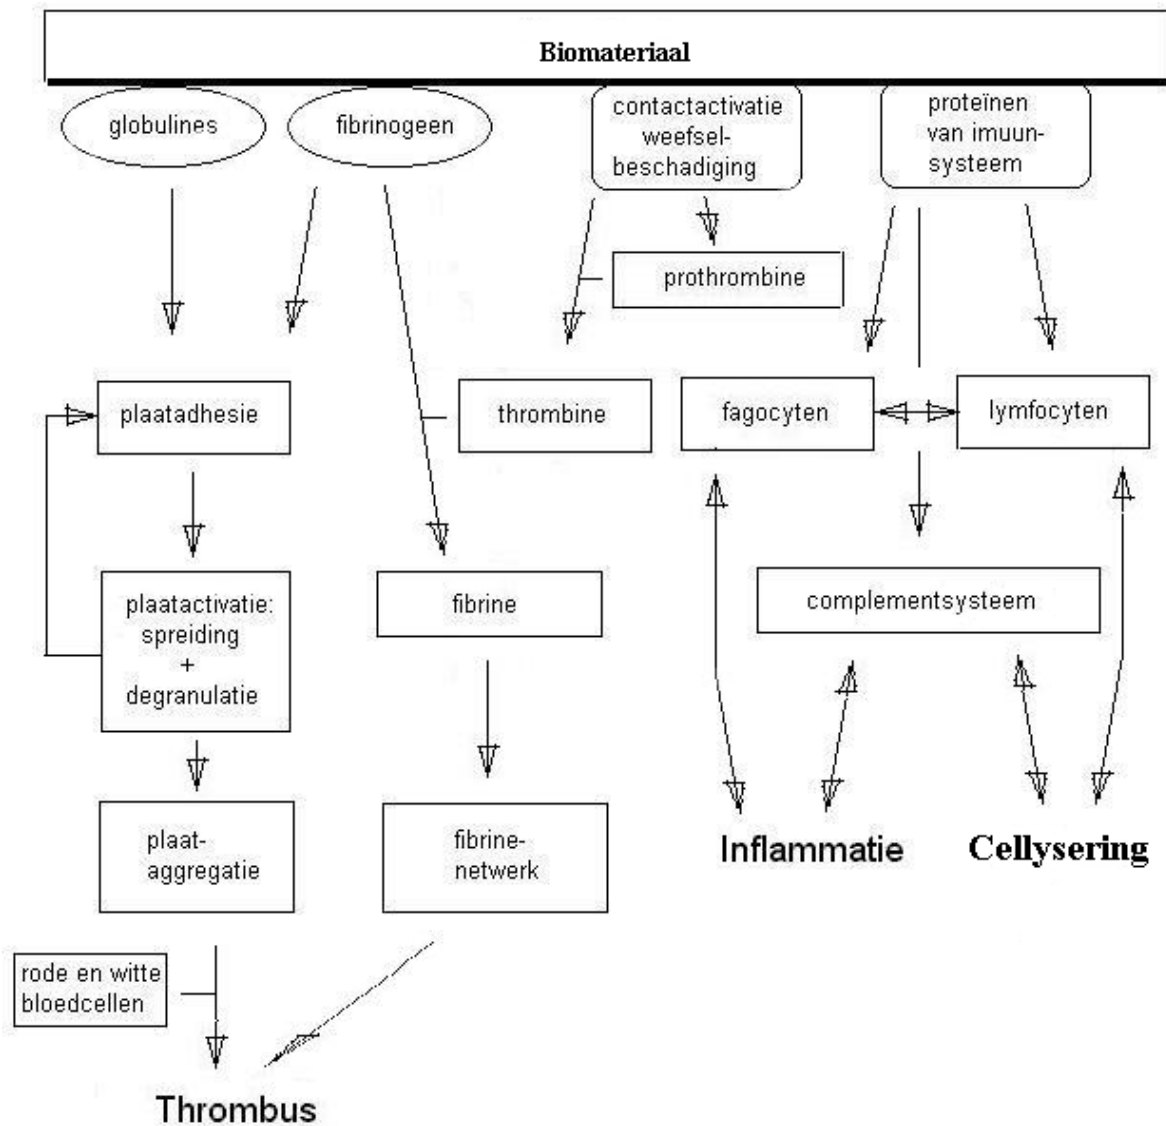 Biomateriaal
globulines
fibrinogeen
contactactivatie
weefsel-
beschadiging
proteïnen
van imuun-
systeem
prothrombine
plaatadhesie
thrombine
fagocyten
lymfocyten
plaatactivatie:
spreiding
+
degranulatie
fibrine
complementsysteem
plaat-
aggregatie
fibrine-
netwerk
Inflammatie
Cellysering
rode en witte
bloedcellen
Thrombus